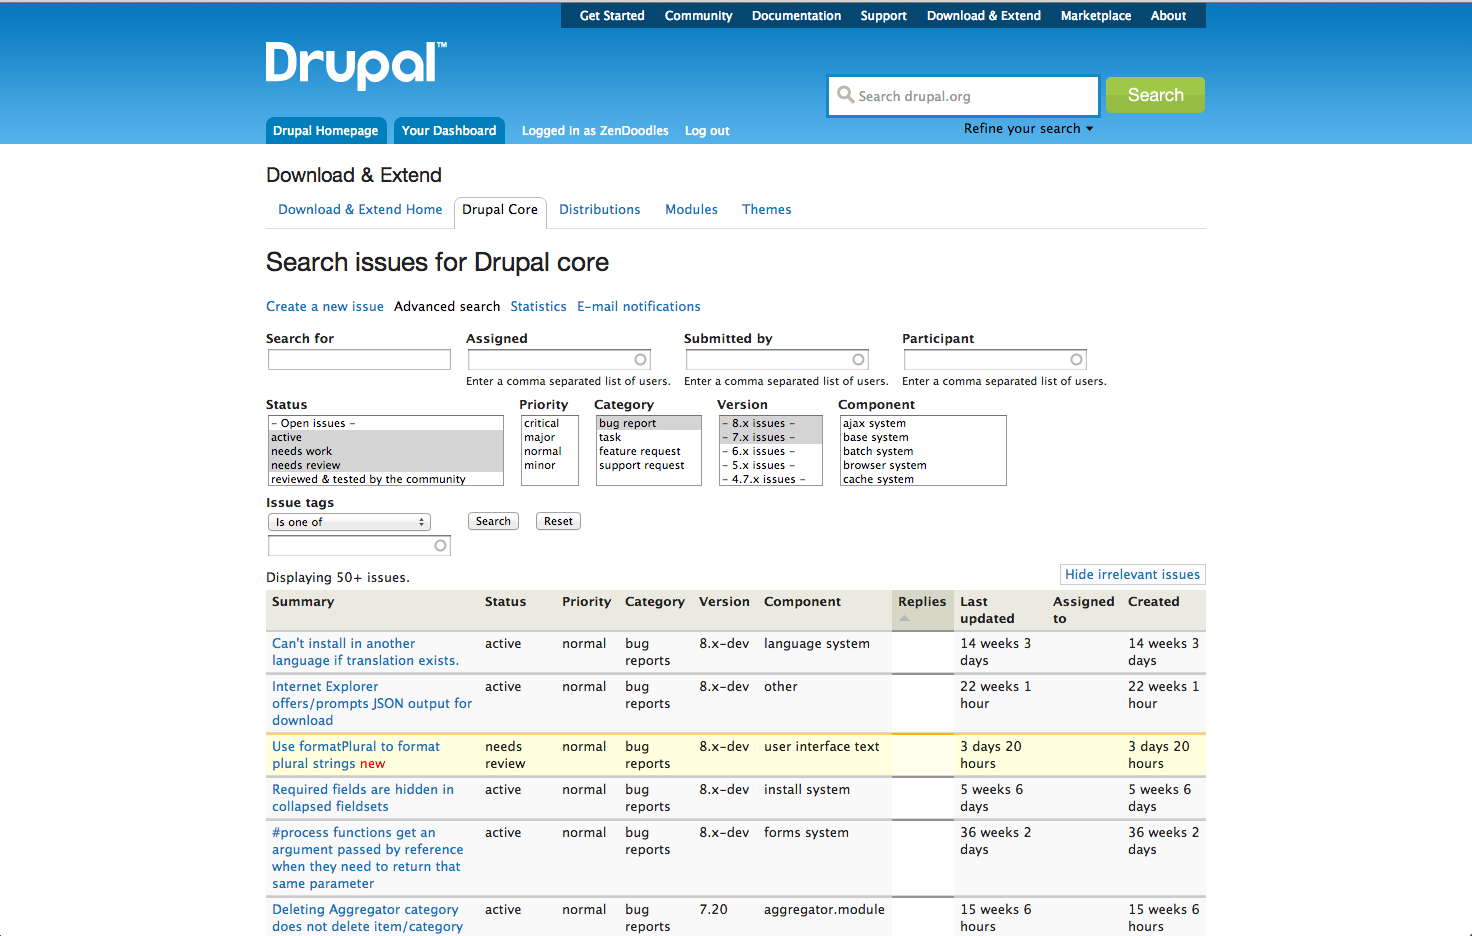 Get Started Community Documentation Support Download & Extend Marketplace About
Drupal™
Search drupal.org Search
Refine your search
Drupal Homepage Your Dashboard Logged in as ZenDoodles Log out
Download & Extend
Download & Extend Home Drupal Core Distributions Modules Themes
Search issues for Drupal core
Create a new issue Advanced search Statistics E-mail notifications
Search for Assigned Submitted by Participant
Enter a comma separated list of users. Enter a comma separated list of users. Enter a comma separated list of users.
Status Priority Category Version Component
- Open issues - critical bug report - 8.x issues - ajax system
active major task - 7.x issues - base system
needs work normal feature request - 6.x issues - batch system
needs review minor support request - 5.x issues - browser system
reviewed & tested by the community - 4.7.x issues - cache system
Issue tags
Is one of Search Reset
Displaying 50+ issues. Hide irrelevant issues
Summary Status Priority Category Version Component Replies Last Assigned Created
updated to
Can't install in another active normal bug 8.x-dev language system 14 weeks 3 14 weeks 3
language if translation exists. reports days days
Internet Explorer active normal bug 8.x-dev other 22 weeks 1 22 weeks 1
offers/prompts JSON output for reports hour hour
download
Use formatPlural to format needs normal bug 8.x-dev user interface text 3 days 20 3 days 20
plural strings new review reports hours hours
Required fields are hidden in active normal bug 8.x-dev install system 5 weeks 6 5 weeks 6
collapsed fieldsets reports days days
#process functions get an active normal bug 8.x-dev forms system 36 weeks 2 36 weeks 2
argument passed by reference reports days days
when they need to return that
same parameter
Deleting Aggregator category active normal bug 7.20 aggregator.module 15 weeks 6 15 weeks 6
does not delete item/category reports hours hours